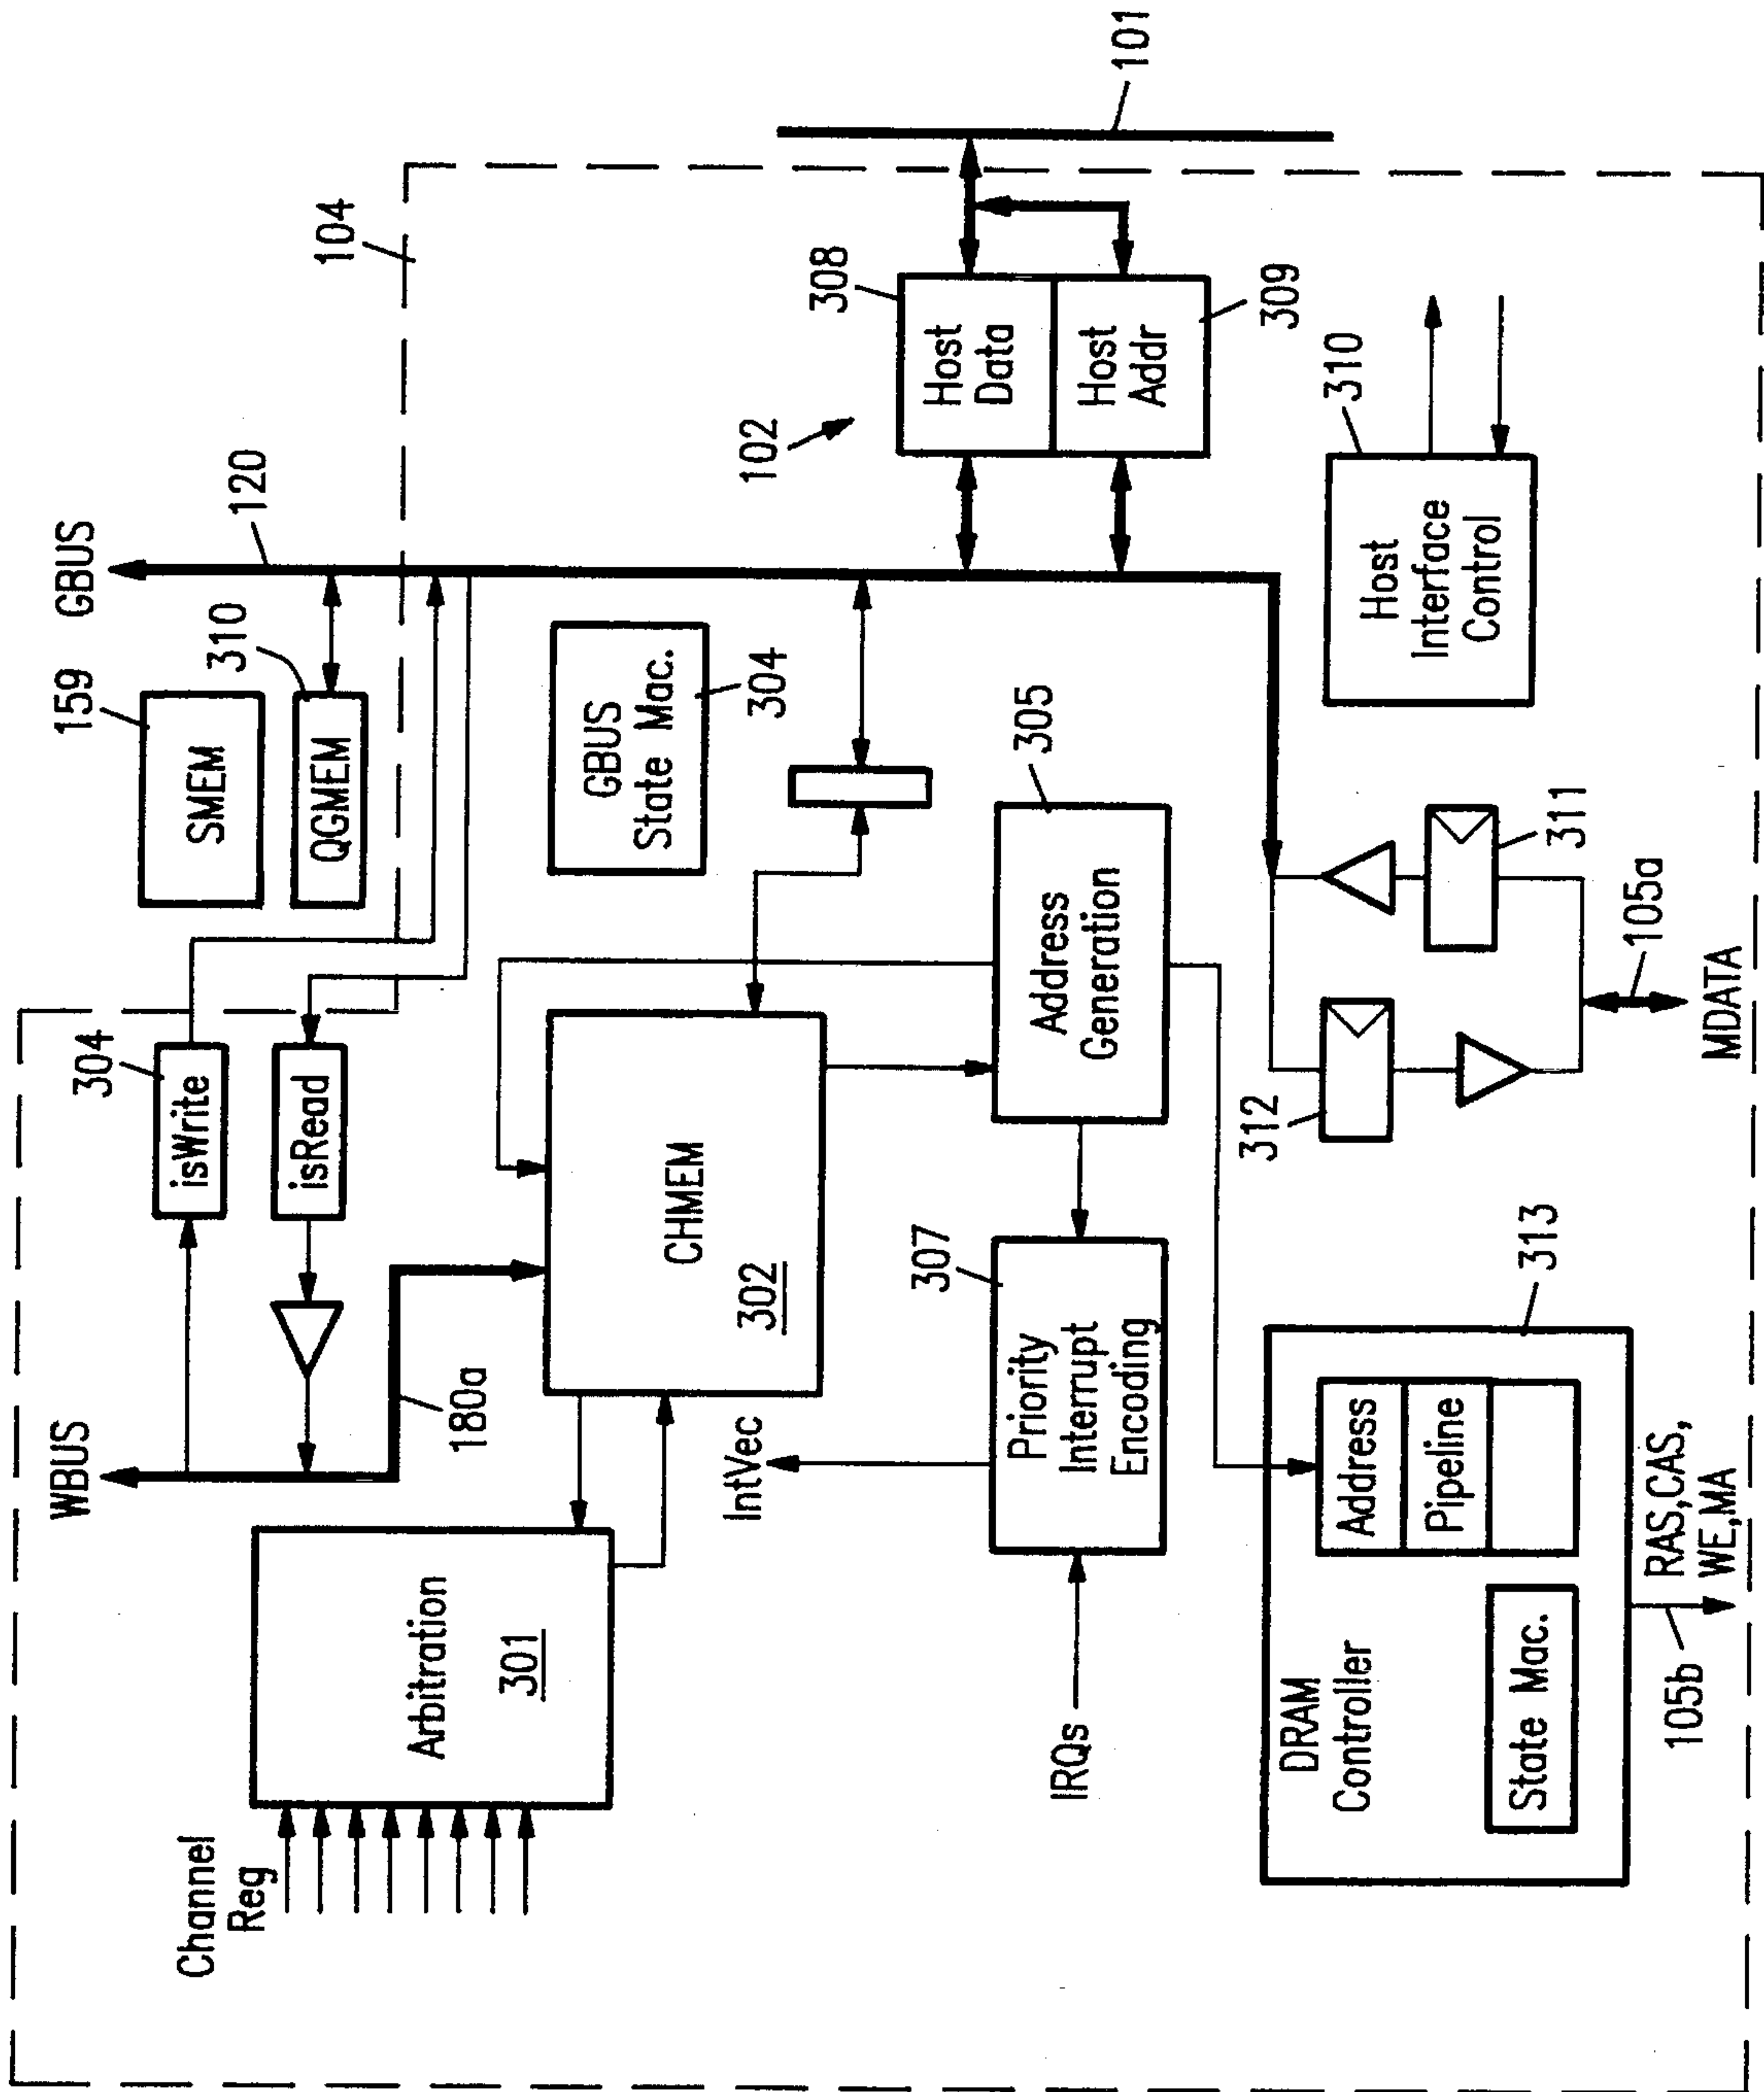 WBUS
GBUS
120
104
101
159
SMEM
310
QGMEM
304
isWrite
isRead
180a
Channel
Reg
Arbitration
301
CHMEM
302
GBUS
State Mac.
304
102
308
Host
Data
Host
Addr
309
IntVec
IRQs
307
Priority
Interrupt
Encoding
305
Address
Generation
310
Host
Interface
Control
DRAM
Controller
State Mac.
Address
Pipeline
313
312
311
105b
RAS,CAS,
WE,MA
MDATA
105a